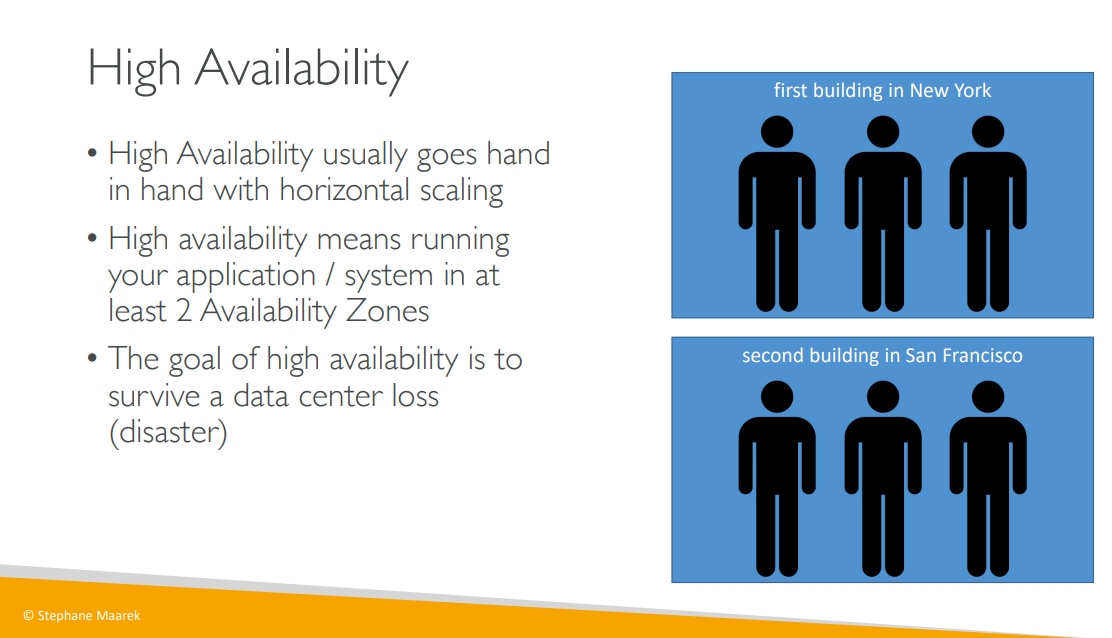 High Availability
• High Availability usually goes hand
in hand with horizontal scaling
• High availability means running
your application / system in at
least 2 Availability Zones
• The goal of high availability is to
survive a data center loss
(disaster)
first building in New York
second building in San Francisco
© Stephane Maarek